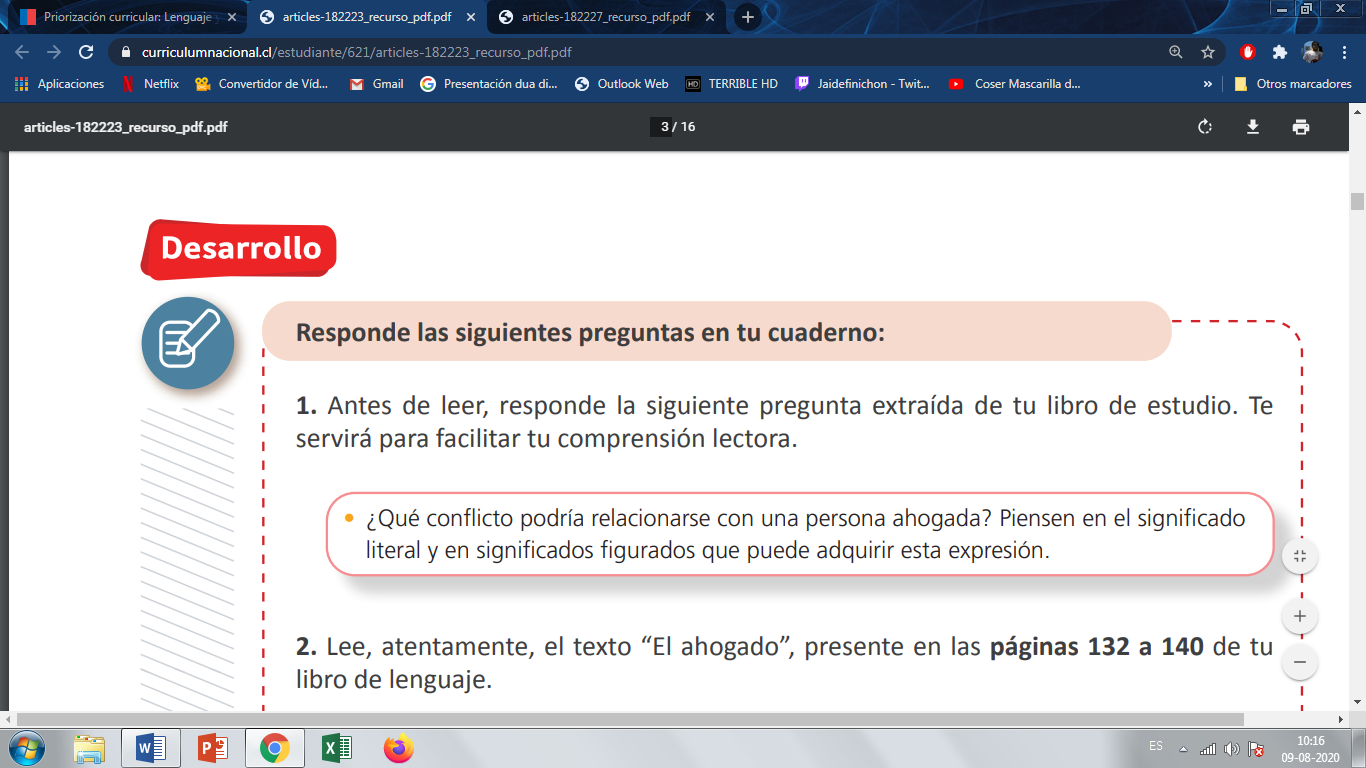 Priorización curricular: Lenguaje
articles-182223_recurso_pdf.pdf
articles-182227_recurso_pdf.pdf
curriculumnacional.cl/estudiante/621/articles-182223_recurso_pdf.pdf
Aplicaciones
Netflix
Convertidor de Víd...
Gmail
Presentación dua di...
Outlook Web
HD
TERRIBLE HD
Jaidefinichon - Twit...
Coser Mascarilla d...
»
Otros marcadores
articles-182223_recurso_pdf.pdf
3 / 16
Desarrollo
Responde las siguientes preguntas en tu cuaderno:
1. Antes de leer, responde la siguiente pregunta extraída de tu libro de estudio. Te
servirá para facilitar tu comprensión lectora.
• ¿Qué conflicto podría relacionarse con una persona ahogada? Piensen en el significado
literal y en significados figurados que puede adquirir esta expresión.
2. Lee, atentamente, el texto “El ahogado”, presente en las páginas 132 a 140 de tu
libro de lenguaje.
ES
10:16
09-08-2020